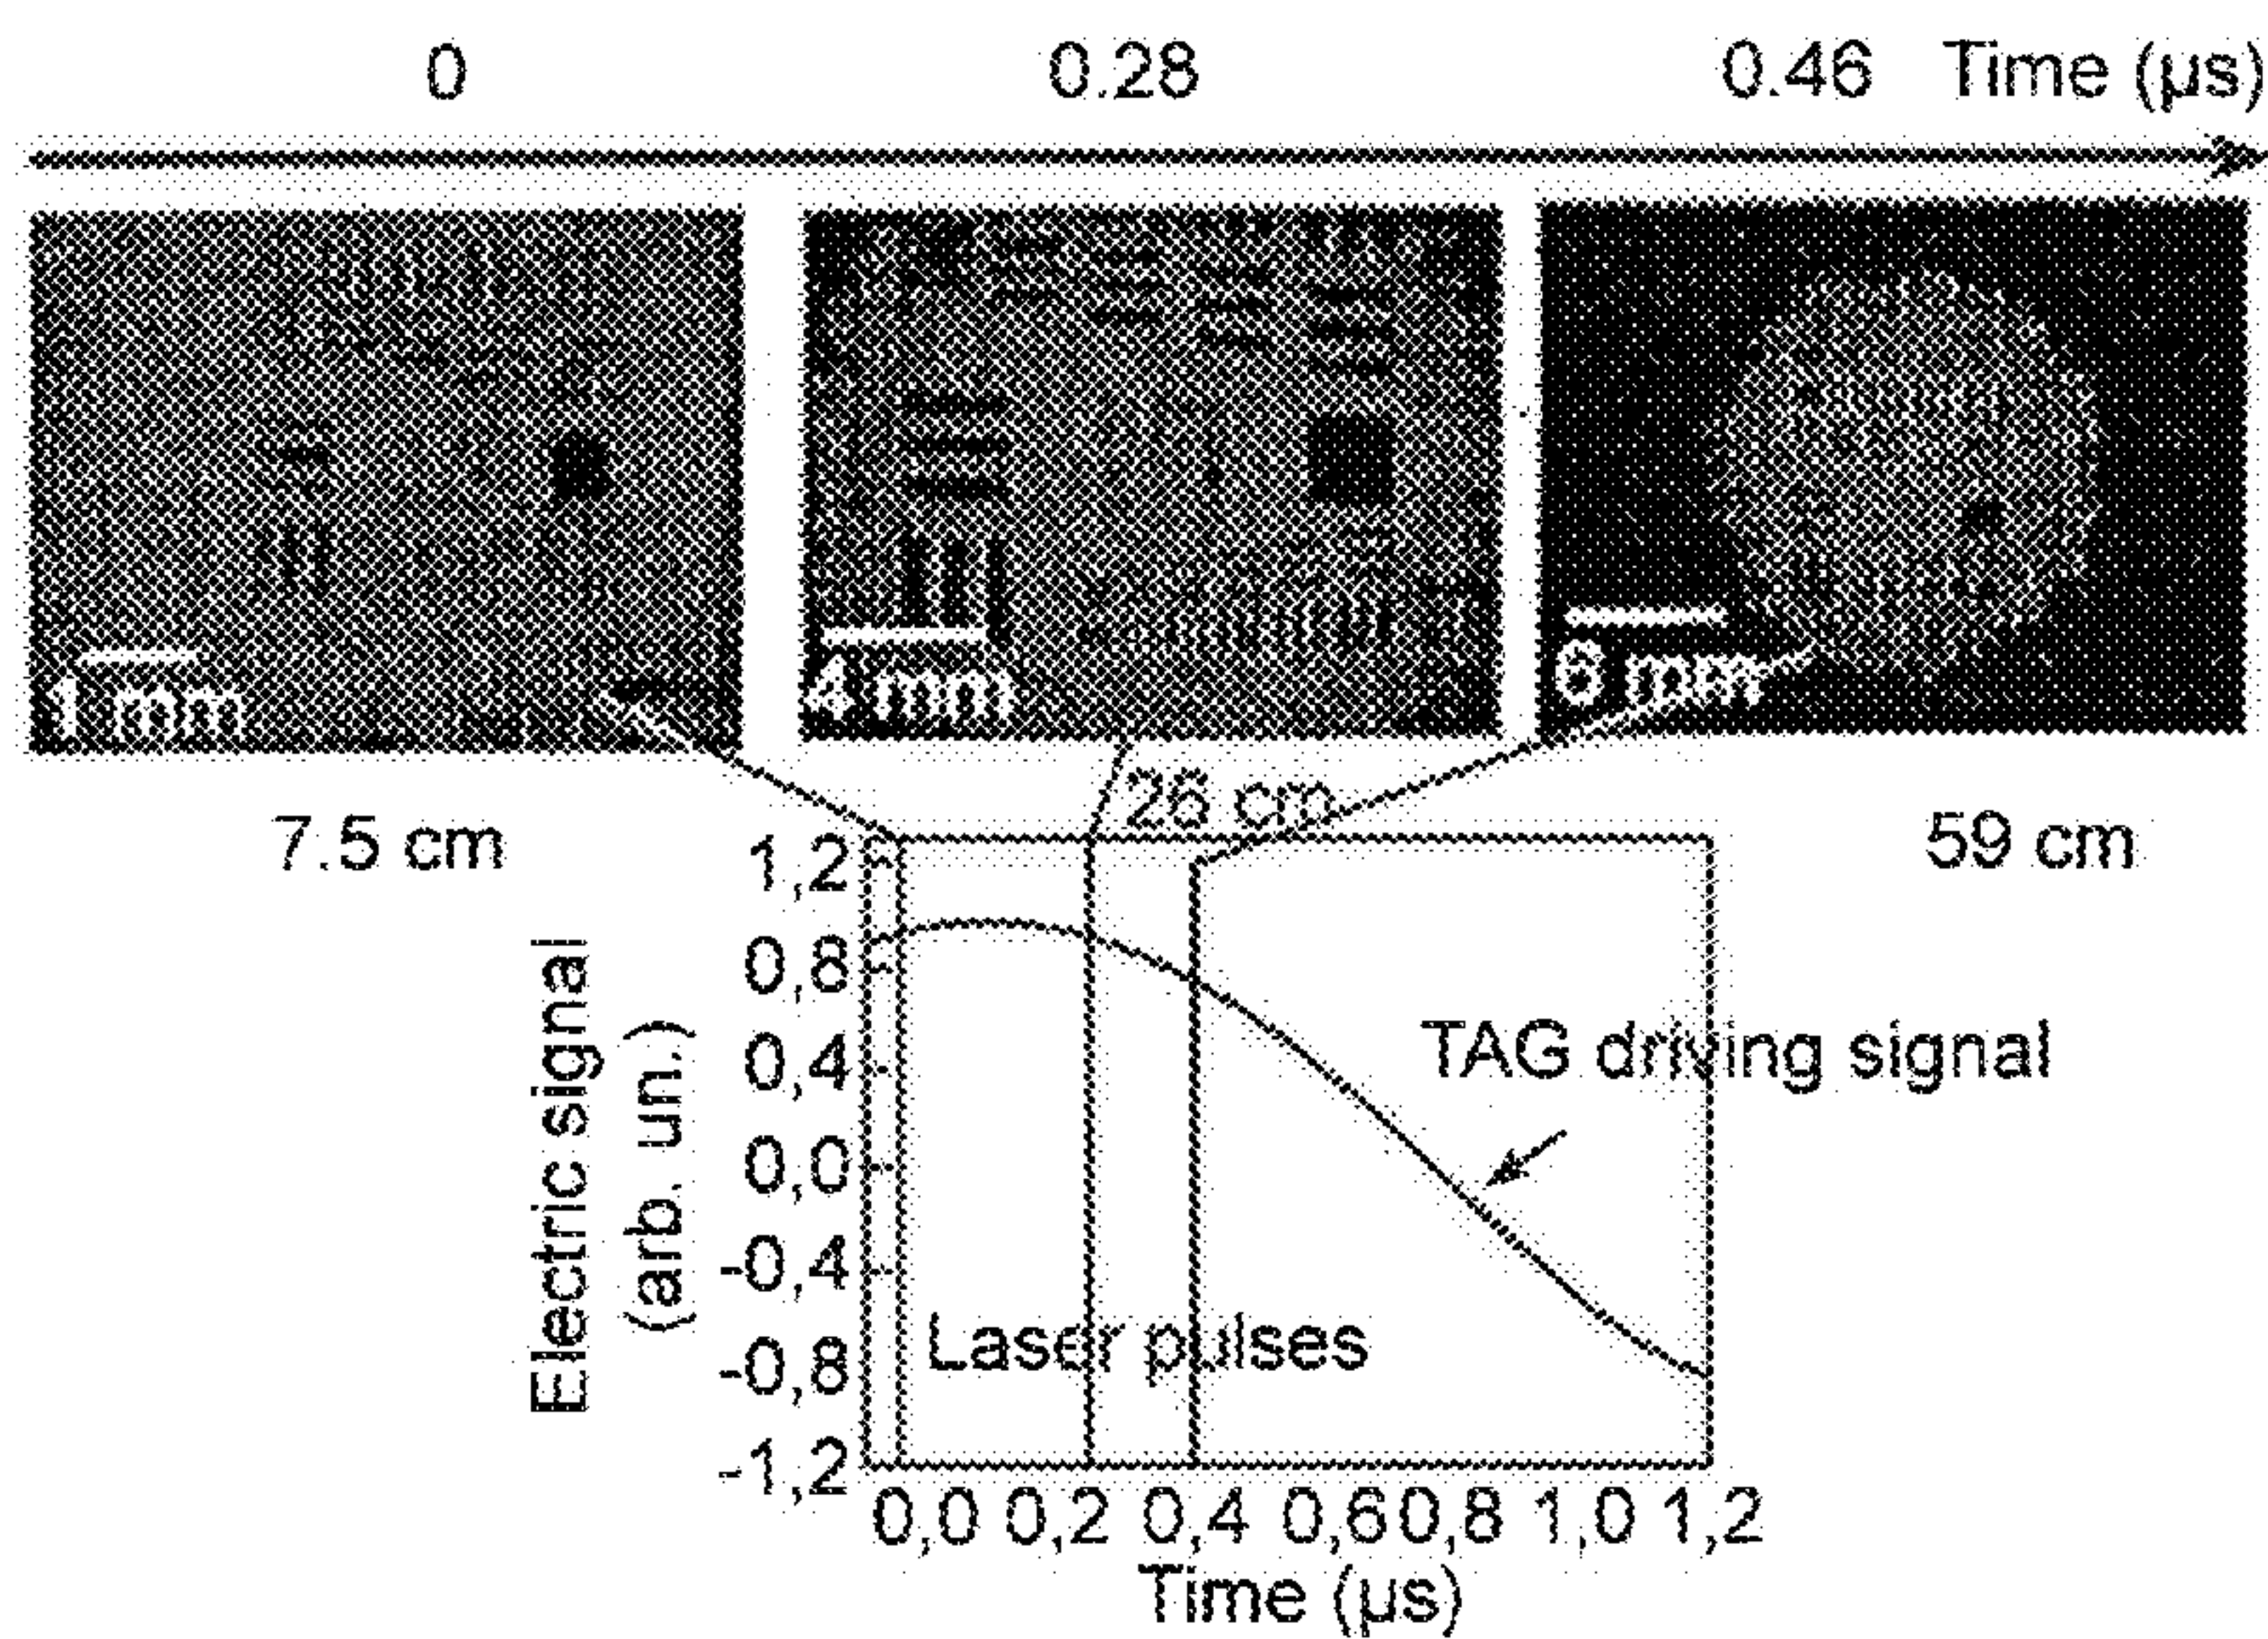 0 0.28 0.46 Time (µs)
1 mm 4 mm 6 mm
26 cm
7.5 cm 59 cm
1,2
0,8
0,4
0,0
-0,4
-0,8
-1,2
Electric signal
(arb. un.)
TAG driving signal
Laser pulses
0,0 0,2 0,4 0,6 0,8 1,0 1,2
Time (µs)